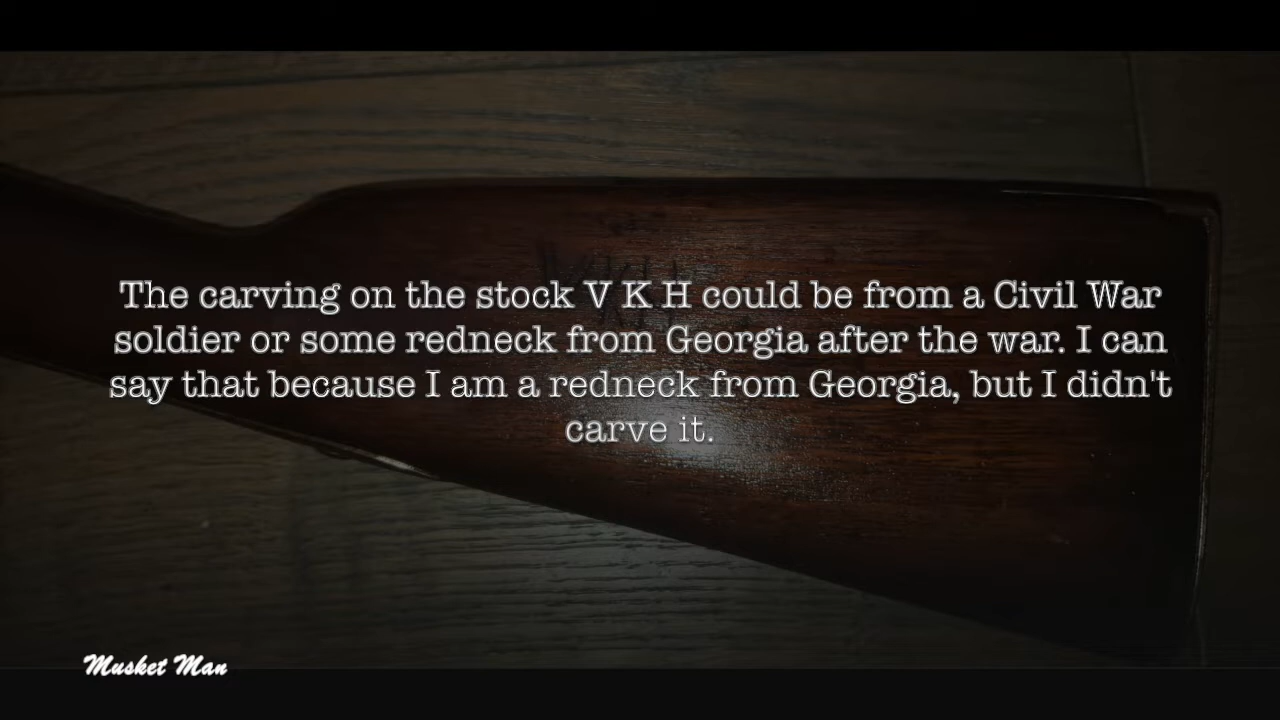 VKH
The carving on the stock V K H could be from a Civil War
soldier or some redneck from Georgia after the war. I can
say that because I am a redneck from Georgia, but I didn't
carve it.
Musket Man